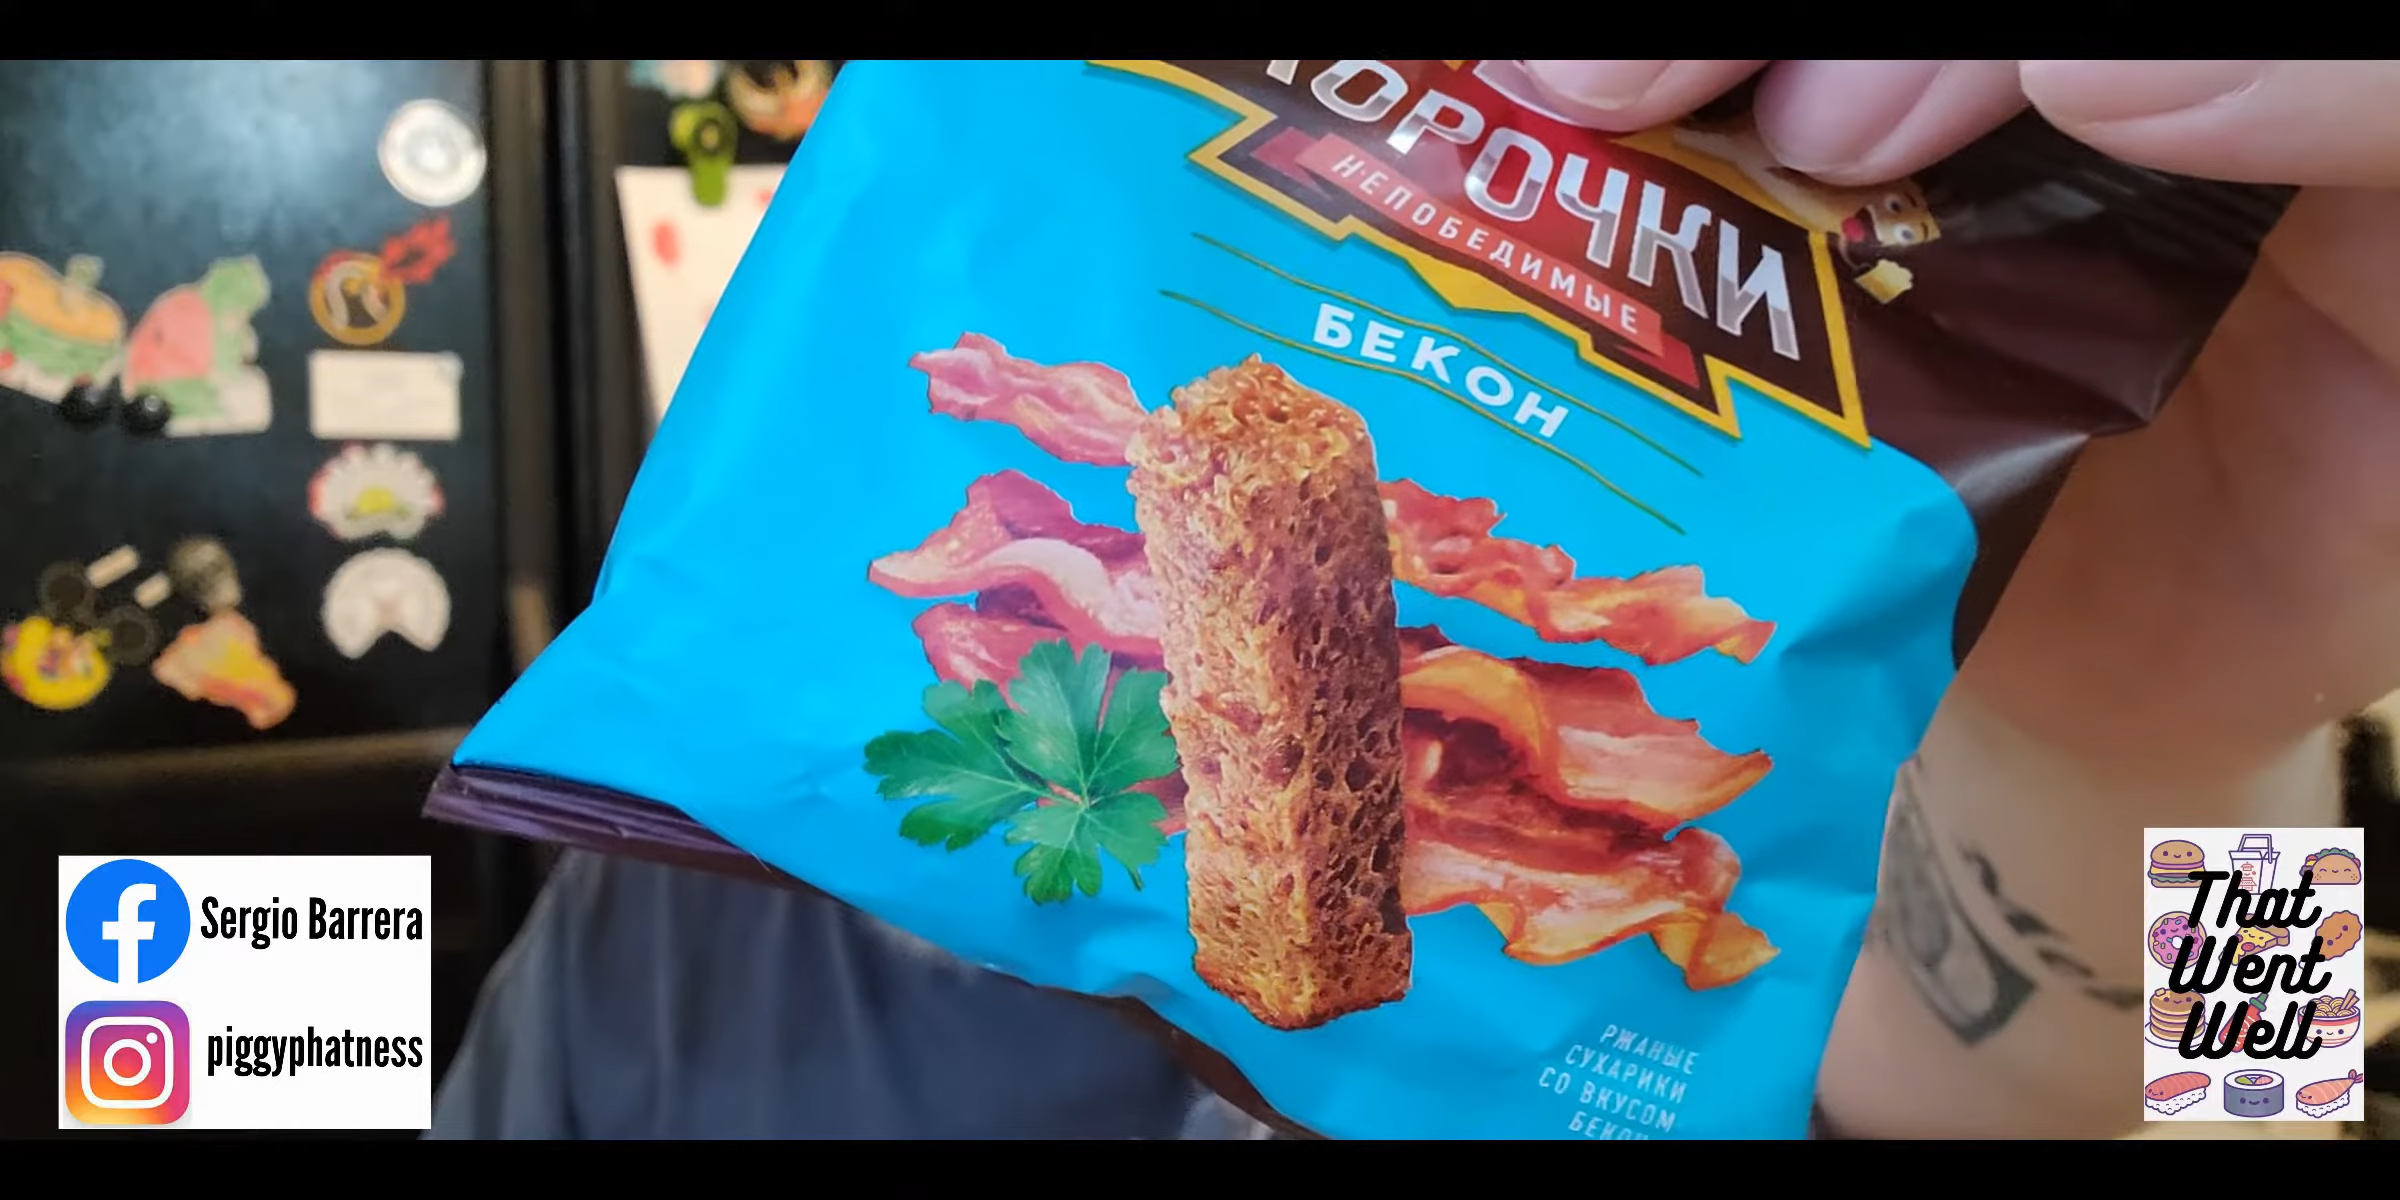 ОРОЧКИ
НЕПОБЕДИМЫЕ
БЕКОН
РЖАНЫЕ
СУХАРИКИ
СО ВКУСОМ
Sergio Barrera
piggyphatness
That
Went
Well